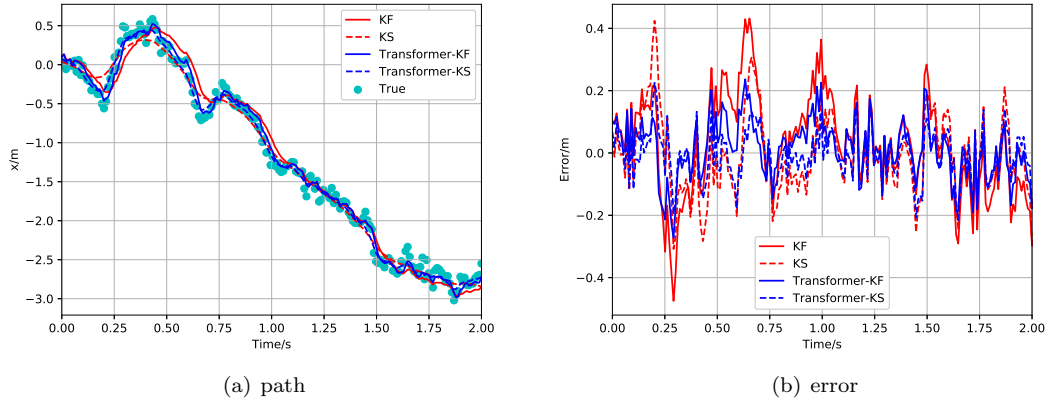 0.5
0.0
−0.5
−1.0
−1.5
−2.0
−2.5
−3.0
x/m
0.00 0.25 0.50 0.75 1.00 1.25 1.50 1.75 2.00
Time/s
KF
KS
Transformer-KF
Transformer-KS
True
(a) path
0.4
0.2
0.0
−0.2
−0.4
Error/m
0.00 0.25 0.50 0.75 1.00 1.25 1.50 1.75 2.00
Time/s
KF
KS
Transformer-KF
Transformer-KS
(b) error